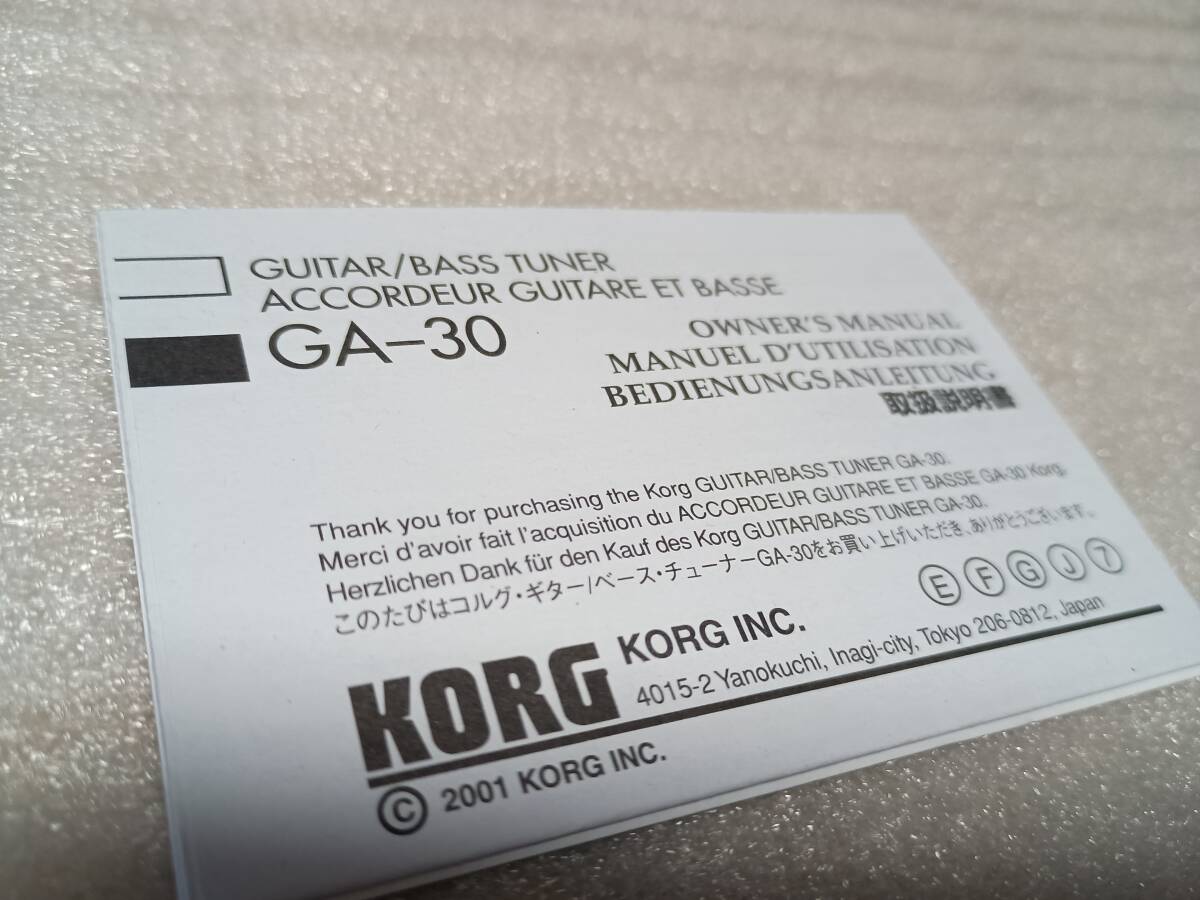 GUITAR/BASS TUNER
ACCORDEUR GUITARE ET BASSE
GA-30
OWNER'S MANUAL
MANUEL D'UTILISATION
BEDIENUNGSANLEITUNG
取扱説明書
Thank you for purchasing the Korg GUITAR/BASS TUNER GA-30.
Merci d'avoir fait l'acquisition du ACCORDEUR GUITARE ET BASSE GA-30 Korg.
Herzlichen Dank für den Kauf des Korg GUITAR/BASS TUNER GA-30.
このたびはコルグ・ギター/ベース・チューナーGA-30をお買い上げいただき、ありがとうございます。
E F G J 7
KORG KORG INC.
4015-2 Yanokuchi, Inagi-city, Tokyo 206-0812, Japan
© 2001 KORG INC.